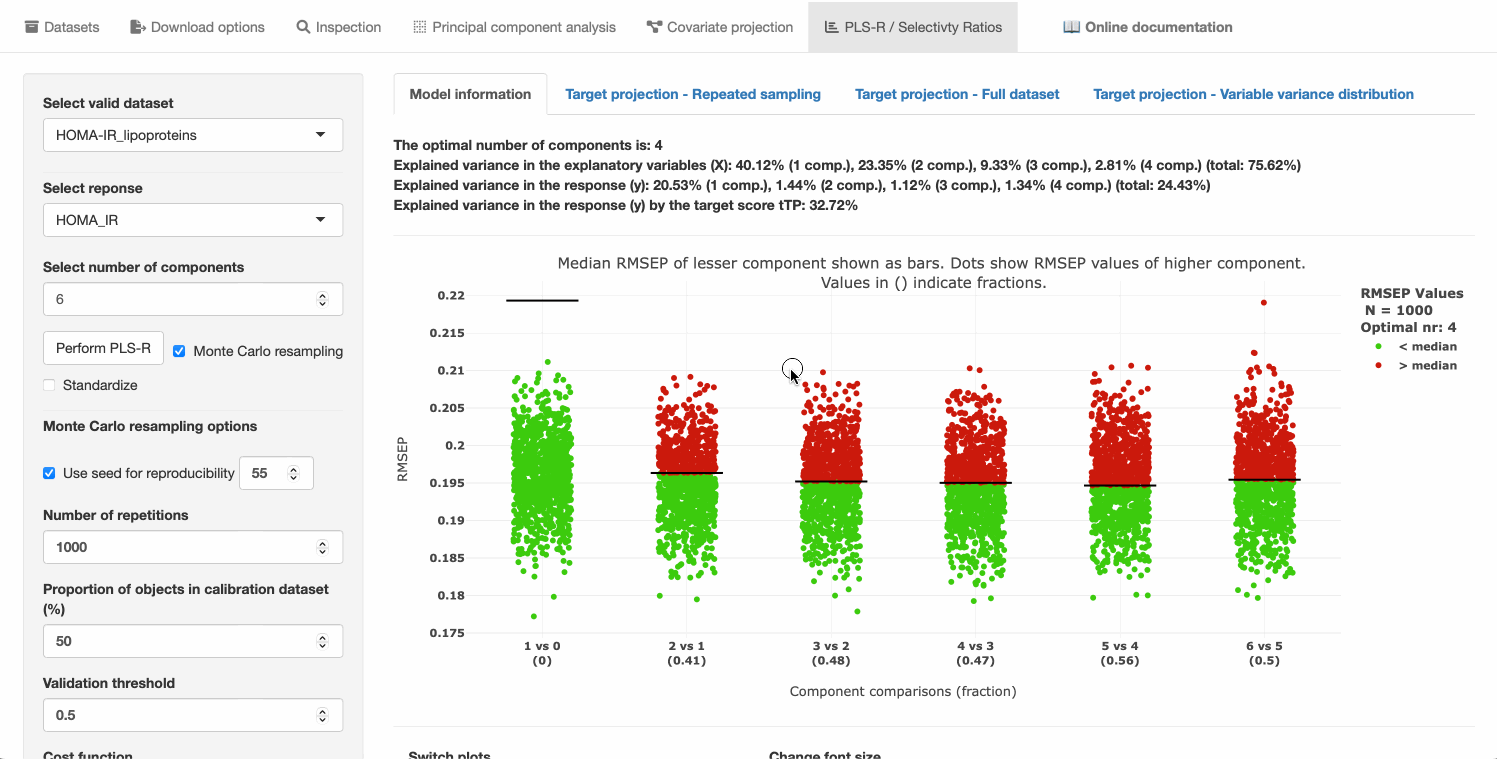 Datasets Download options Inspection Principal component analysis Covariate projection PLS-R / Selectivty Ratios Online documentation
Select valid dataset
HOMA-IR_lipoproteins
Select reponse
HOMA_IR
Select number of components
6
Perform PLS-R Monte Carlo resampling
Standardize
Monte Carlo resampling options
Use seed for reproducibility 55
Number of repetitions
1000
Proportion of objects in calibration dataset
(%)
50
Validation threshold
0.5
Cost function
Model information Target projection - Repeated sampling Target projection - Full dataset Target projection - Variable variance distribution
The optimal number of components is: 4
Explained variance in the explanatory variables (X): 40.12% (1 comp.), 23.35% (2 comp.), 9.33% (3 comp.), 2.81% (4 comp.) (total: 75.62%)
Explained variance in the response (y): 20.53% (1 comp.), 1.44% (2 comp.), 1.12% (3 comp.), 1.34% (4 comp.) (total: 24.43%)
Explained variance in the response (y) by the target score tTP: 32.72%
Median RMSEP of lesser component shown as bars. Dots show RMSEP values of higher component.
Values in () indicate fractions.
RMSEP
0.22
0.215
0.21
0.205
0.2
0.195
0.19
0.185
0.18
0.175
1 vs 0 2 vs 1 3 vs 2 4 vs 3 5 vs 4 6 vs 5
(0) (0.41) (0.48) (0.47) (0.56) (0.5)
Component comparisons (fraction)
RMSEP Values
N = 1000
Optimal nr: 4
< median
> median
Switch plots Change font size